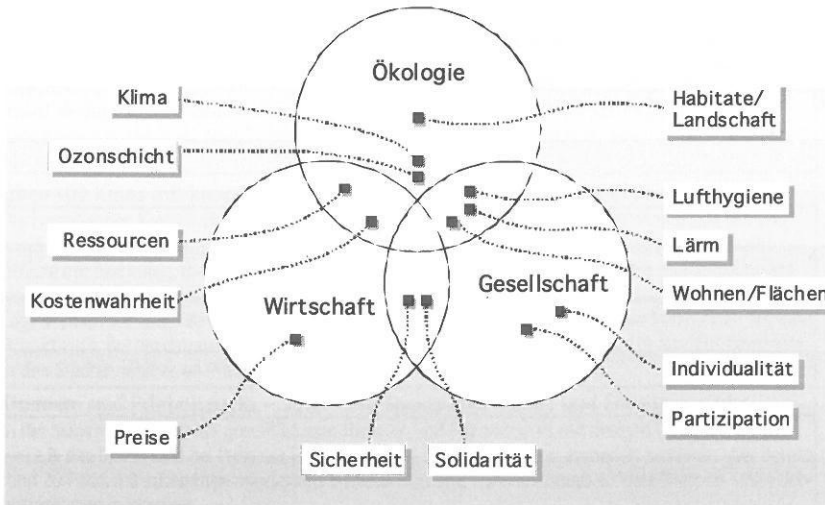 Ökologie
Klima
Habitate/
Landschaft
Ozonschicht
Lufthygiene
Ressourcen
Lärm
Kostenwahrheit
Wirtschaft
Gesellschaft
Wohnen/Flächen
Individualität
Preise
Sicherheit
Solidarität
Partizipation